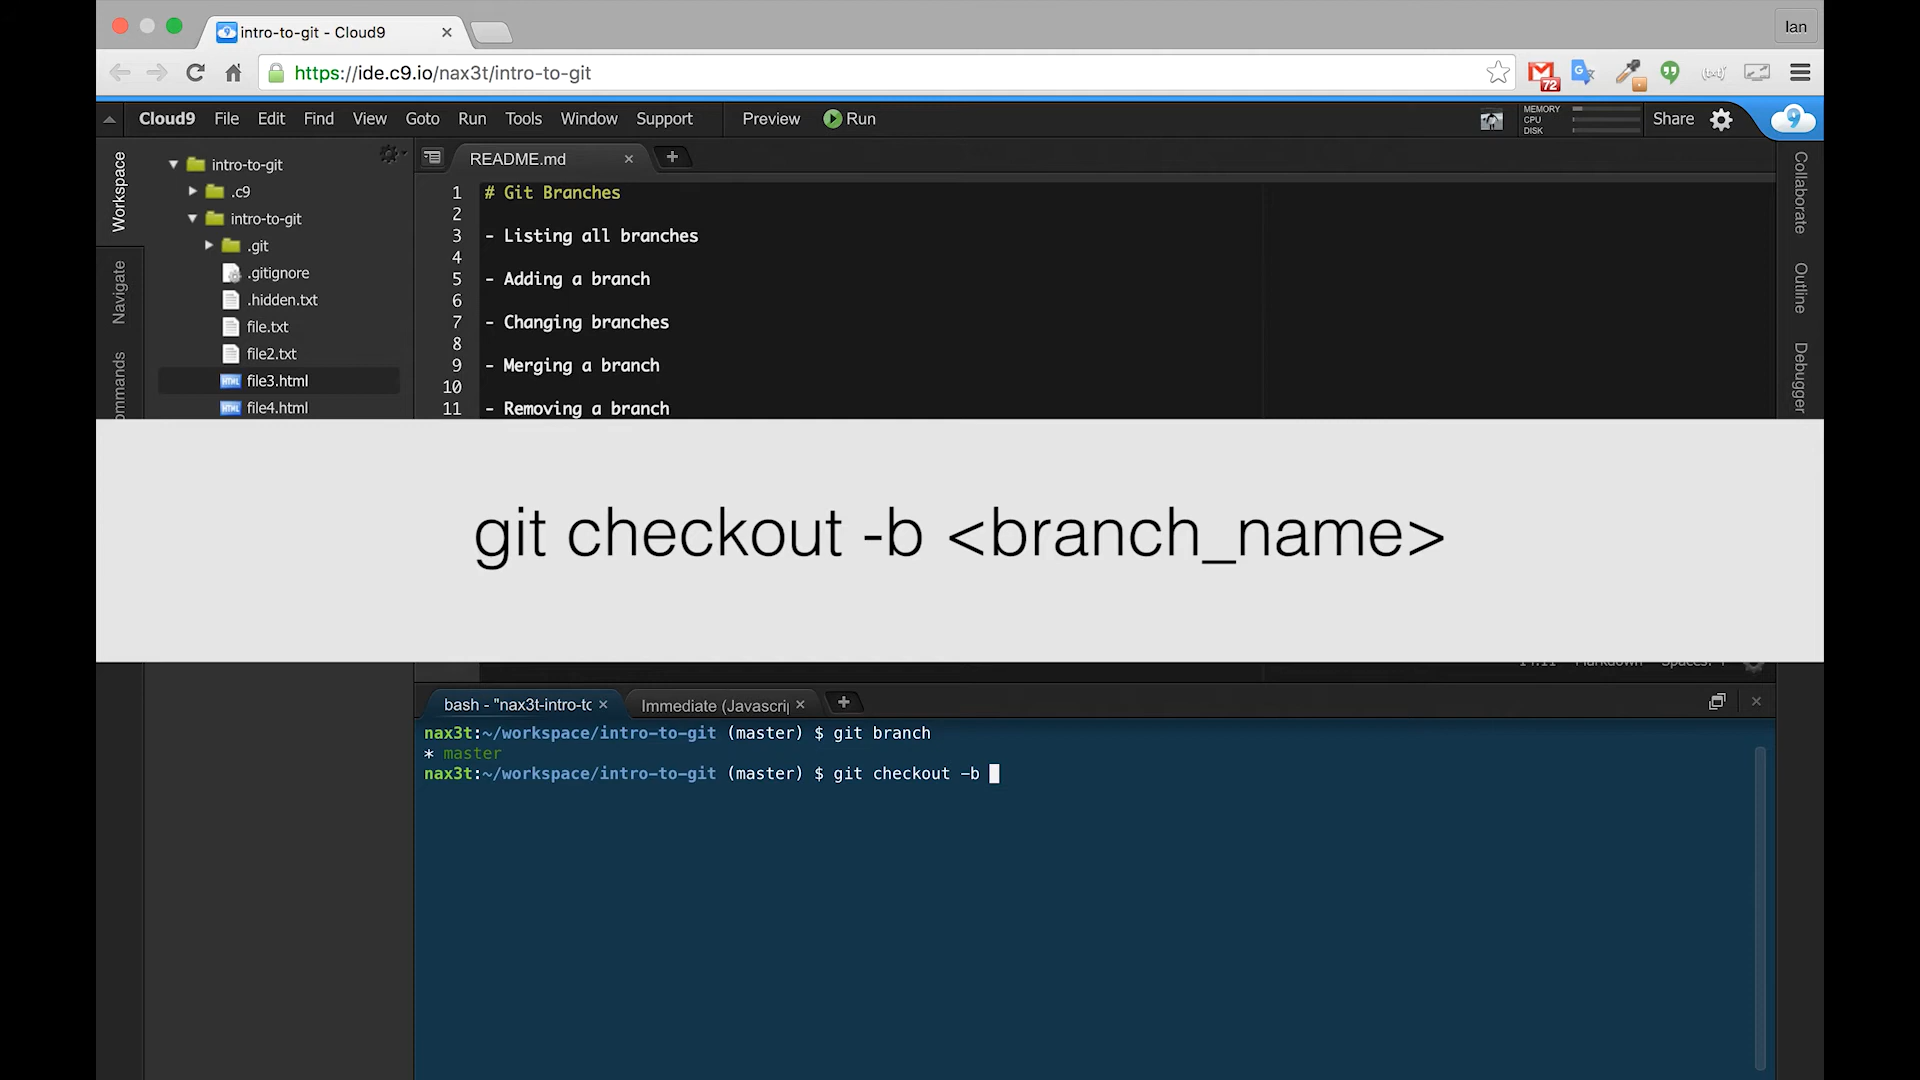 intro-to-git - Cloud9
Ian
https://ide.c9.io/nax3t/intro-to-git
72
Cloud9 File Edit Find View Goto Run Tools Window Support Preview Run
MEMORY
CPU
DISK
Share
Workspace
Navigate
ommands
intro-to-git
.c9
intro-to-git
.git
.gitignore
.hidden.txt
file.txt
file2.txt
file3.html
file4.html
README.md
1 # Git Branches
2
3 - Listing all branches
4
5 - Adding a branch
6
7 - Changing branches
8
9 - Merging a branch
10
11 - Removing a branch
Collaborate
Outline
Debugger
git checkout -b <branch_name>
bash - "nax3t-intro-to
Immediate (Javascrip
nax3t:~/workspace/intro-to-git (master) $ git branch
* master
nax3t:~/workspace/intro-to-git (master) $ git checkout -b